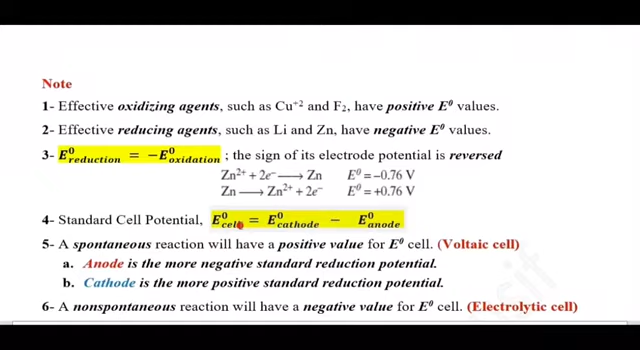 Note
1- Effective oxidizing agents, such as Cu⁺² and F₂, have positive E⁰ values.
2- Effective reducing agents, such as Li and Zn, have negative E⁰ values.
3- E⁰reduction = −E⁰oxidation ; the sign of its electrode potential is reversed
Zn²⁺ + 2e⁻ ⟶ Zn E⁰ = −0.76 V
Zn ⟶ Zn²⁺ + 2e⁻ E⁰ = +0.76 V
4- Standard Cell Potential, E⁰cell = E⁰cathode − E⁰anode
5- A spontaneous reaction will have a positive value for E⁰ cell. (Voltaic cell)
a. Anode is the more negative standard reduction potential.
b. Cathode is the more positive standard reduction potential.
6- A nonspontaneous reaction will have a negative value for E⁰ cell. (Electrolytic cell)